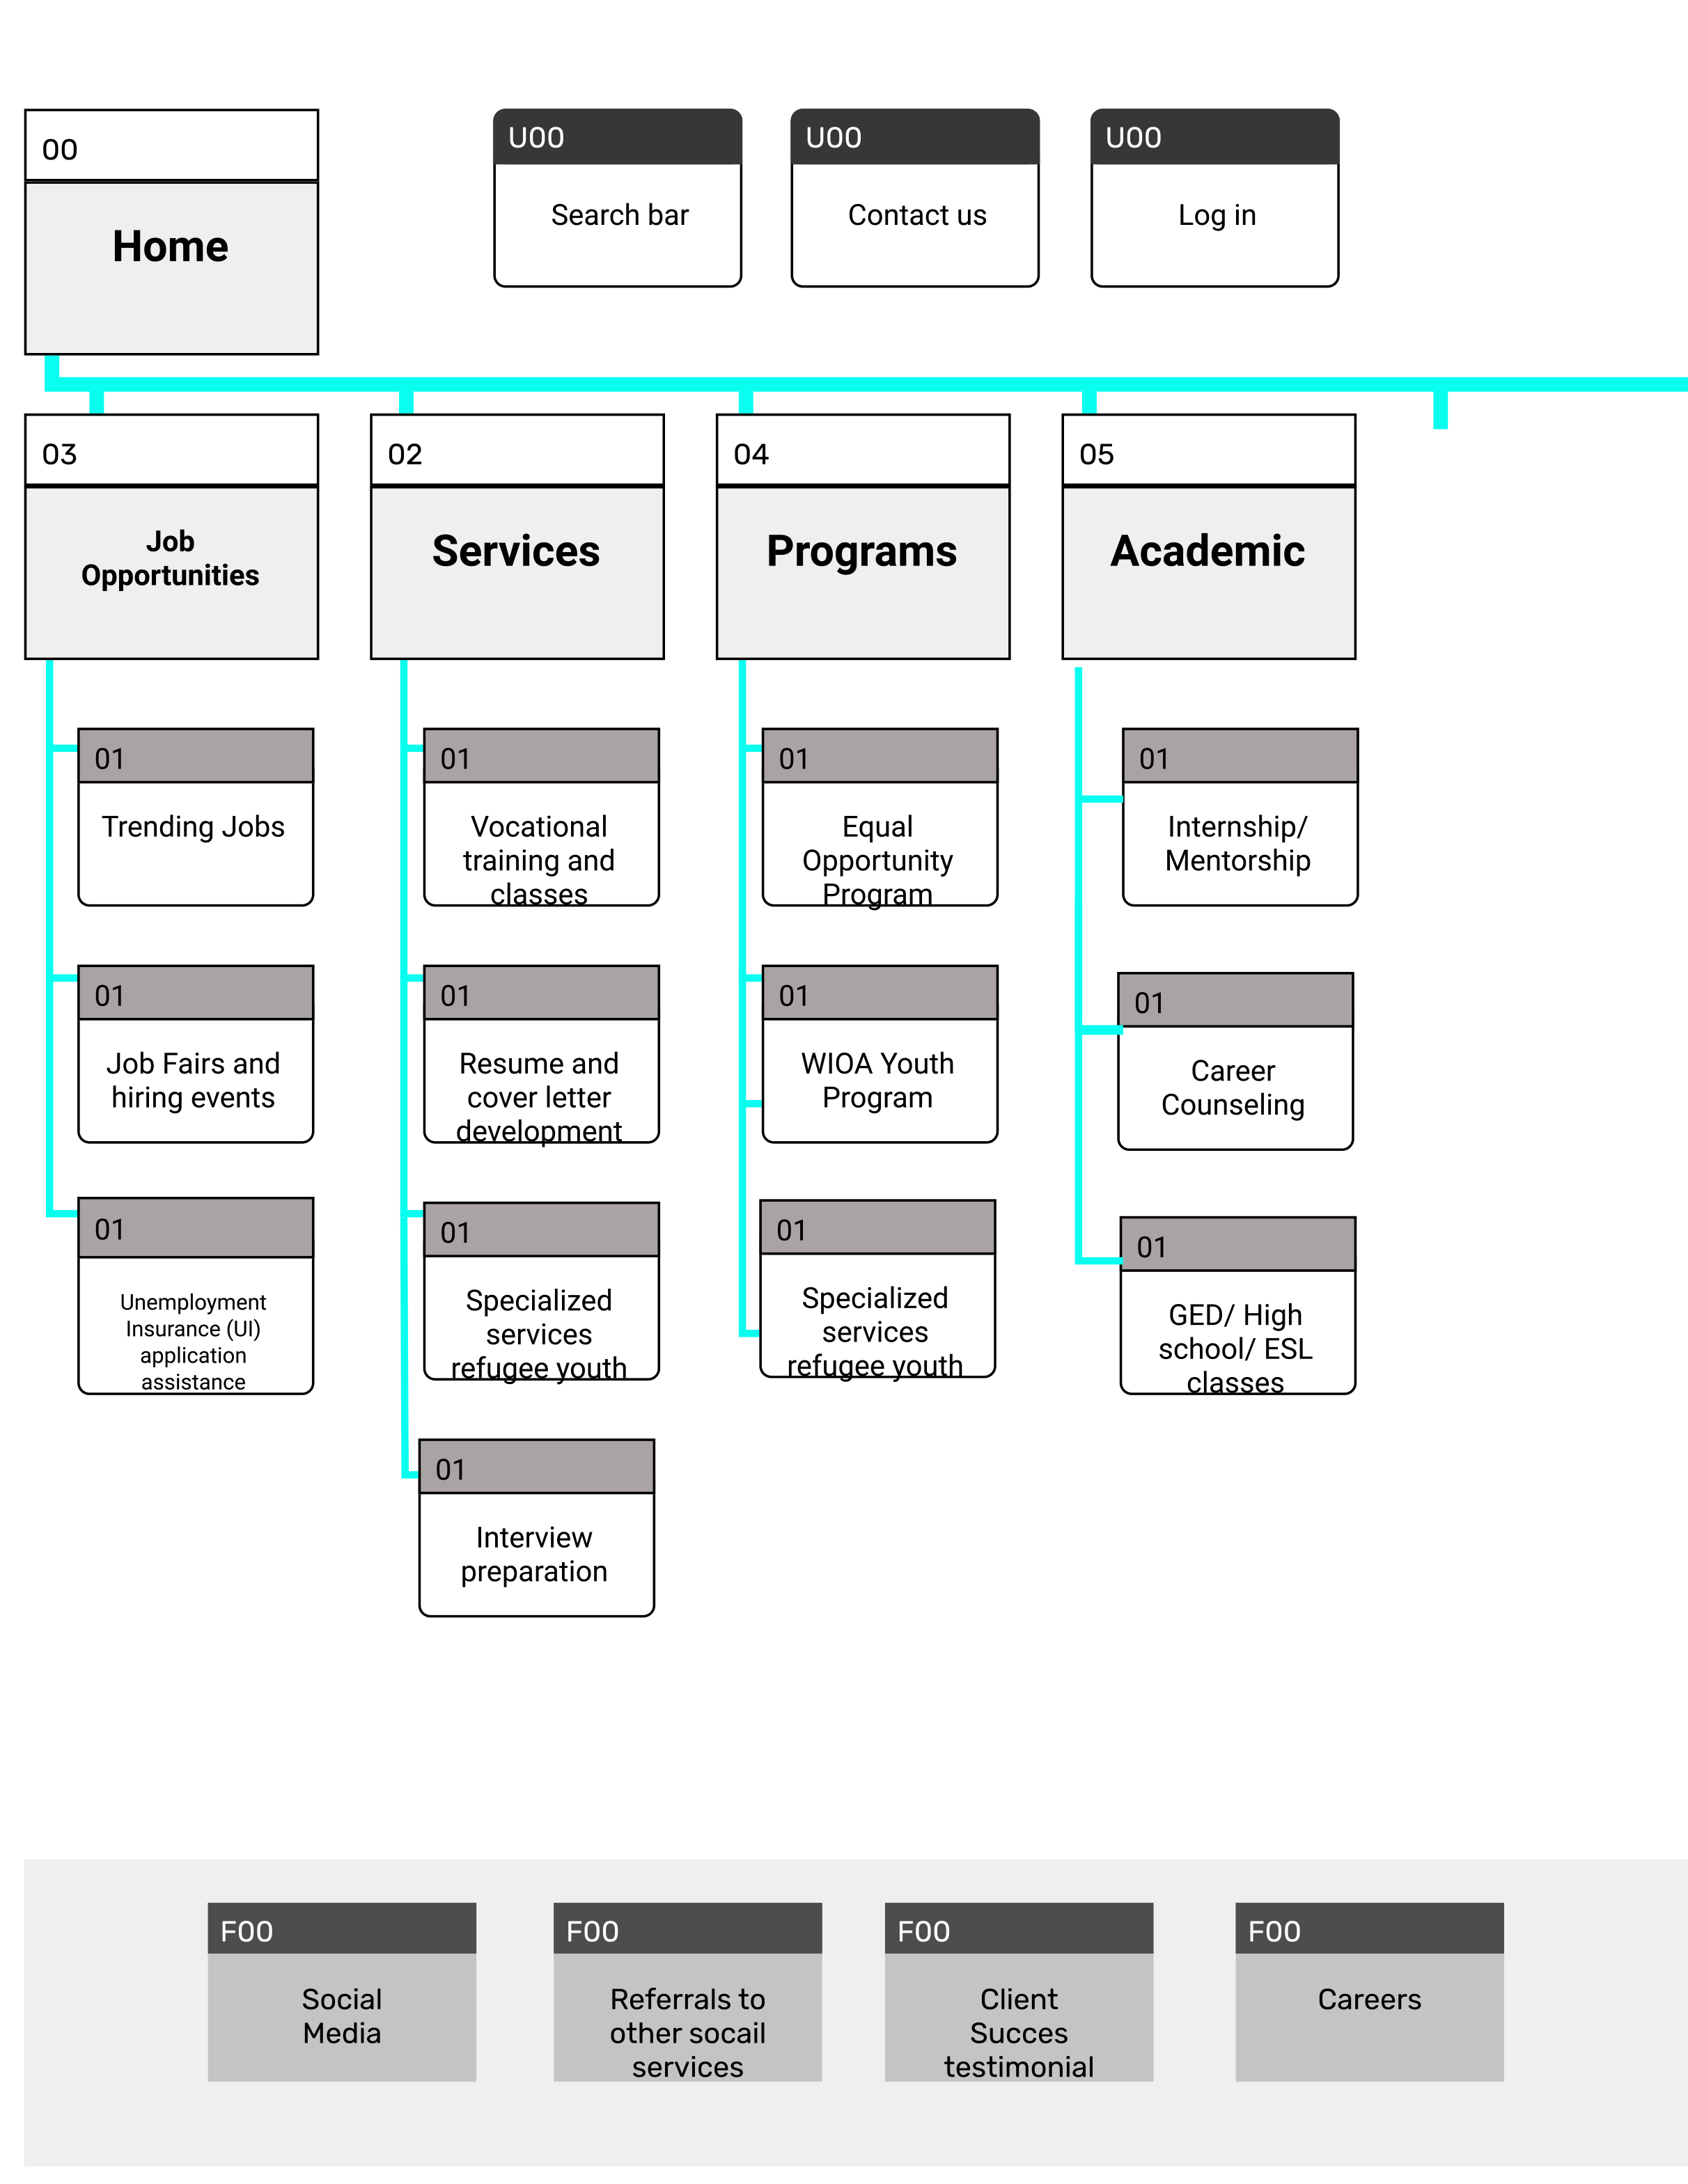 00
Home
U00
Search bar
U00
Contact us
U00
Log in
03
Job
Opportunities
02
Services
04
Programs
05
Academic
01
Trending Jobs
01
Job Fairs and
hiring events
01
Unemployment
Insurance (UI)
application
assistance
01
Vocational
training and
classes
01
Resume and
cover letter
development
01
Specialized
services
refugee youth
01
Interview
preparation
01
Equal
Opportunity
Program
01
WIOA Youth
Program
01
Specialized
services
refugee youth
01
Internship/
Mentorship
01
Career
Counseling
01
GED/ High
school/ ESL
classes
F00
Social
Media
F00
Referrals to
other socail
services
F00
Client
Succes
testimonial
F00
Careers